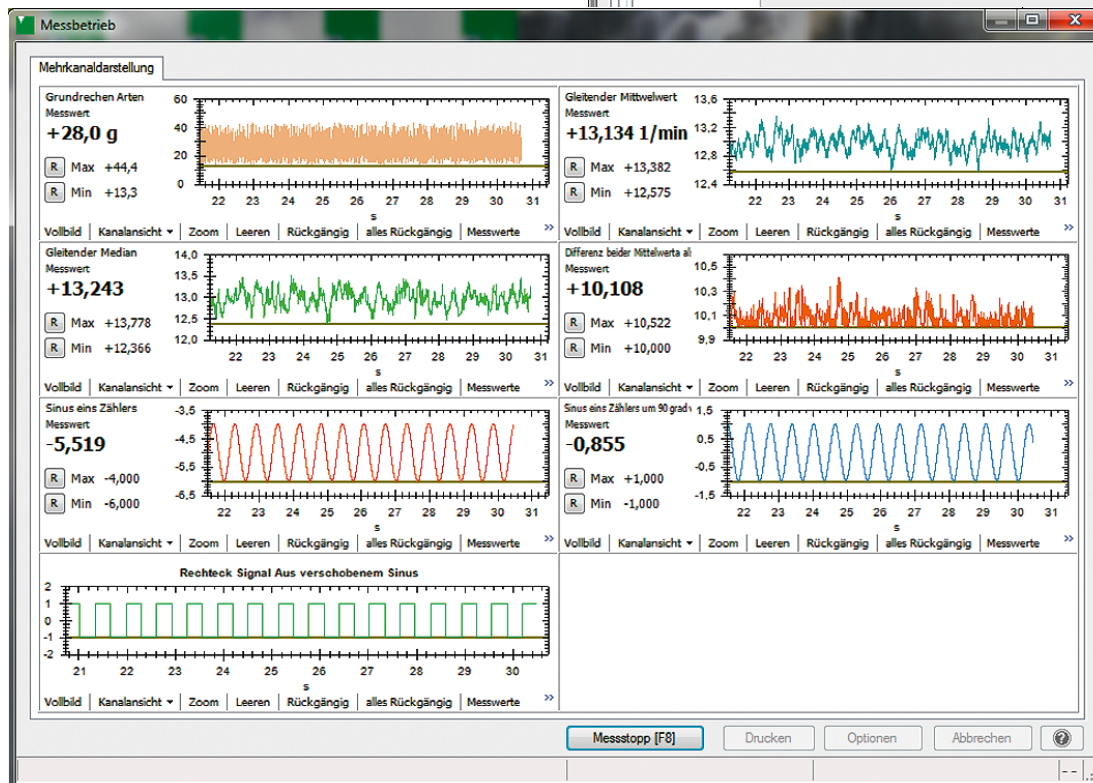 Messbetrieb
Mehrkanaldarstellung
Grundrechen Arten
Messwert
+28,0 g
R Max +44,4
R Min +13,3
60
40
20
0
22 23 24 25 26 27 28 29 30 31
s
Vollbild Kanalansicht Zoom Leeren Rückgängig alles Rückgängig Messwerte »
Gleitender Mittwelwert
Messwert
+13,134 1/min
R Max +13,382
R Min +12,575
13,6
13,2
12,8
12,4
22 23 24 25 26 27 28 29 30 31
s
Vollbild Kanalansicht Zoom Leeren Rückgängig alles Rückgängig Messwerte »
Gleitender Median
Messwert
+13,243
R Max +13,778
R Min +12,366
14,0
13,5
13,0
12,5
12,0
22 23 24 25 26 27 28 29 30 31
s
Vollbild Kanalansicht Zoom Leeren Rückgängig alles Rückgängig Messwerte »
Differenz beider Mittelwerta als
Messwert
+10,108
R Max +10,522
R Min +10,000
10,5
10,3
10,1
9,9
22 23 24 25 26 27 28 29 30 31
s
Vollbild Kanalansicht Zoom Leeren Rückgängig alles Rückgängig Messwerte »
Sinus eins Zählers
Messwert
-5,519
R Max -4,000
R Min -6,000
-3,5
-4,5
-5,5
-6,5
22 23 24 25 26 27 28 29 30 31
s
Vollbild Kanalansicht Zoom Leeren Rückgängig alles Rückgängig Messwerte »
Sinus eins Zählers um 90 grad v
Messwert
-0,855
R Max +1,000
R Min -1,000
1,5
0,5
-0,5
-1,5
22 23 24 25 26 27 28 29 30 31
s
Vollbild Kanalansicht Zoom Leeren Rückgängig alles Rückgängig Messwerte »
Rechteck Signal Aus verschobenem Sinus
2
1
0
-1
-2
21 22 23 24 25 26 27 28 29 30
s
Vollbild Kanalansicht Zoom Leeren Rückgängig alles Rückgängig Messwerte »
Messstopp [F8] Drucken Optionen Abbrechen ?
--